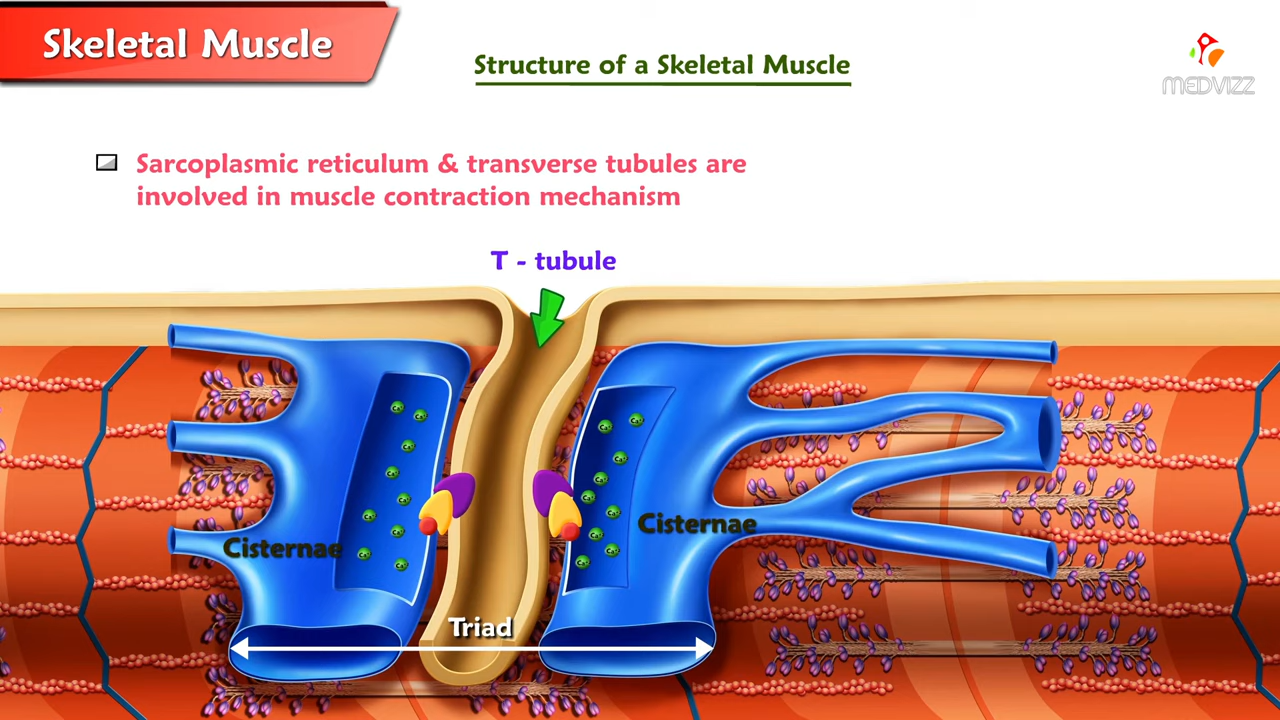 Skeletal Muscle
Structure of a Skeletal Muscle
MEDVIZZ
Sarcoplasmic reticulum & transverse tubules are
involved in muscle contraction mechanism
T - tubule
Cisternae
Cisternae
Triad